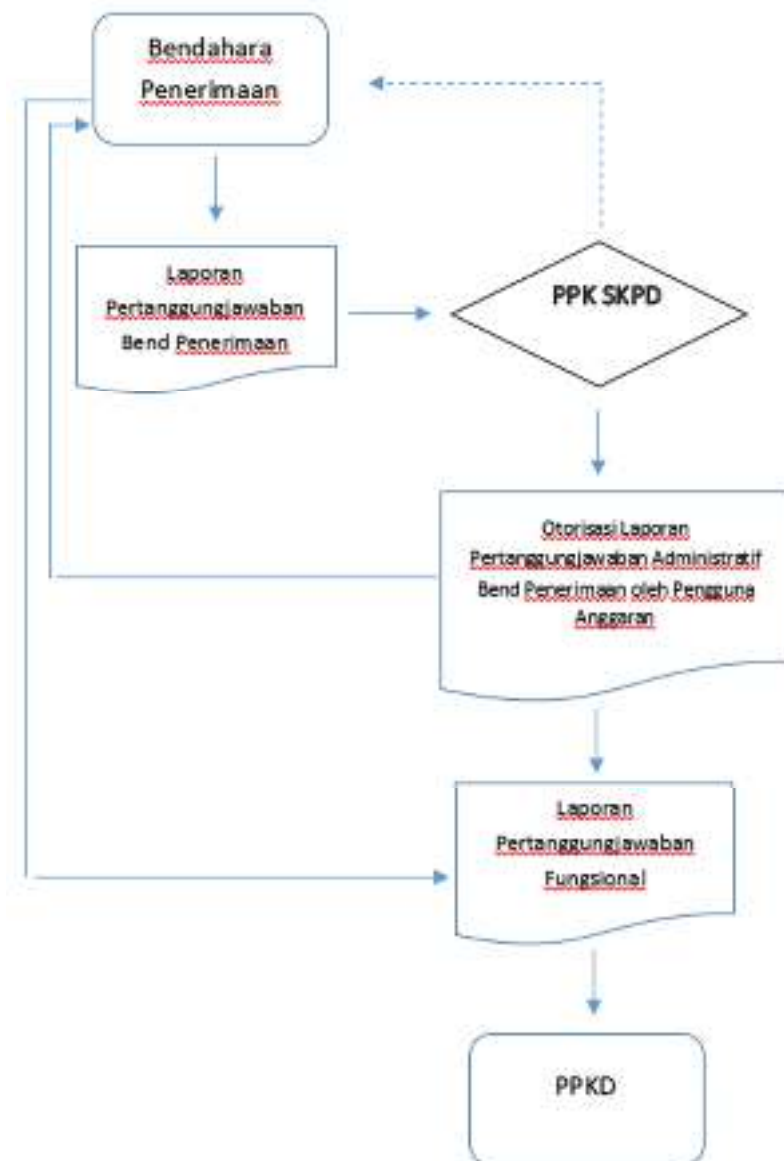 Bendahara
Penerimaan
Laporan
Pertanggungjawaban
Bend Penerimaan
PPK SKPD
Otorisasi Laporan
Pertanggungjawaban Administratif
Bend Penerimaan oleh Pengguna
Anggaran
Laporan
Pertanggungjawaban
Fungsional
PPKD